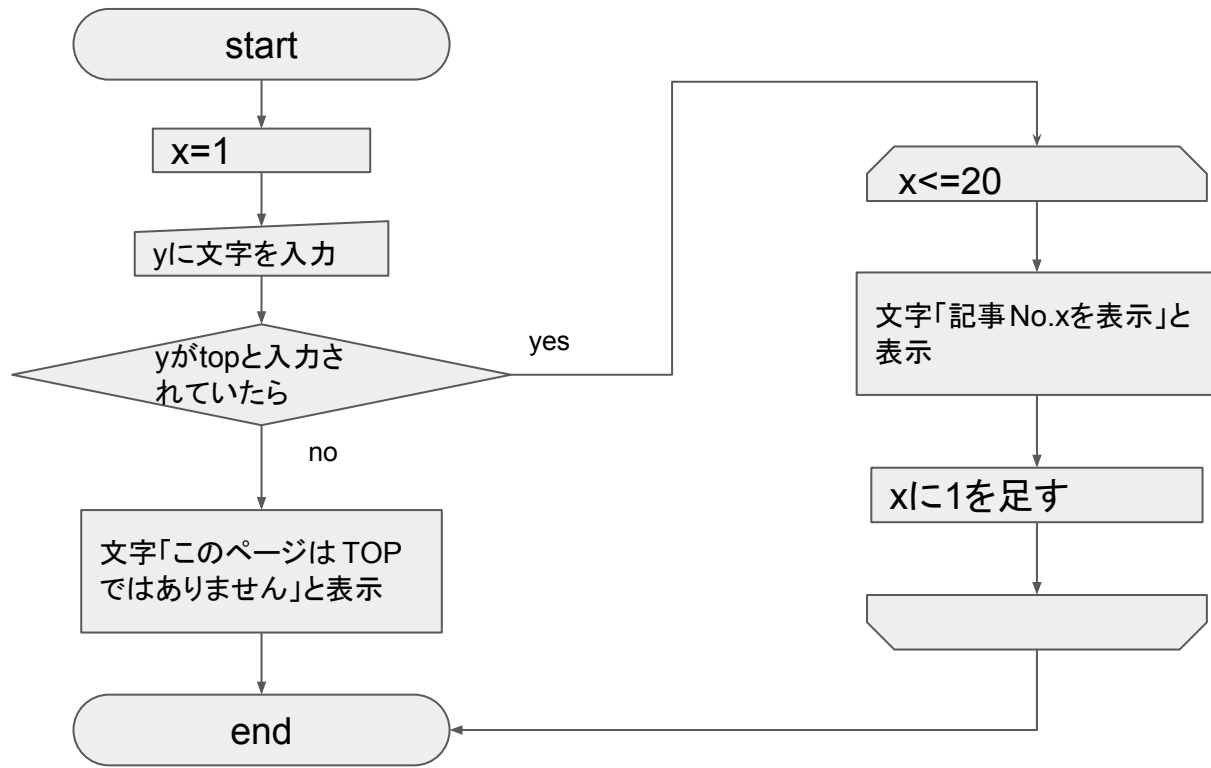 start
x=1
yに文字を入力
yがtopと入力さ
れていたら
yes
no
文字「このページは TOP
ではありません」と表示
end
x<=20
文字「記事No.xを表示」と
表示
xに1を足す